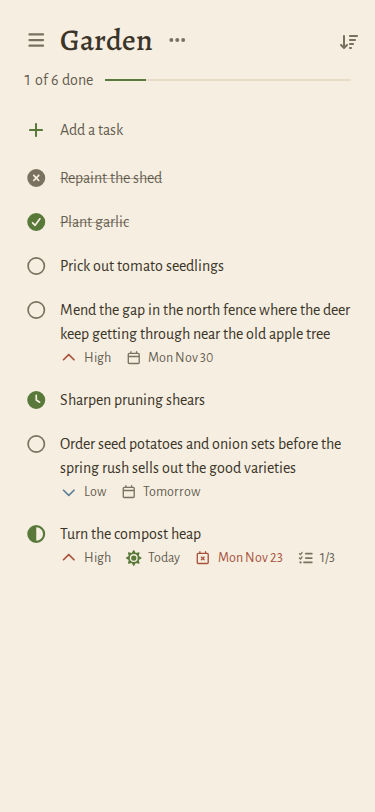 Garden
1 of 6 done
Add a task
Repaint the shed
Plant garlic
Prick out tomato seedlings
Mend the gap in the north fence where the deer
keep getting through near the old apple tree
High Mon Nov 30
Sharpen pruning shears
Order seed potatoes and onion sets before the
spring rush sells out the good varieties
Low Tomorrow
Turn the compost heap
High Today Mon Nov 23 1/3